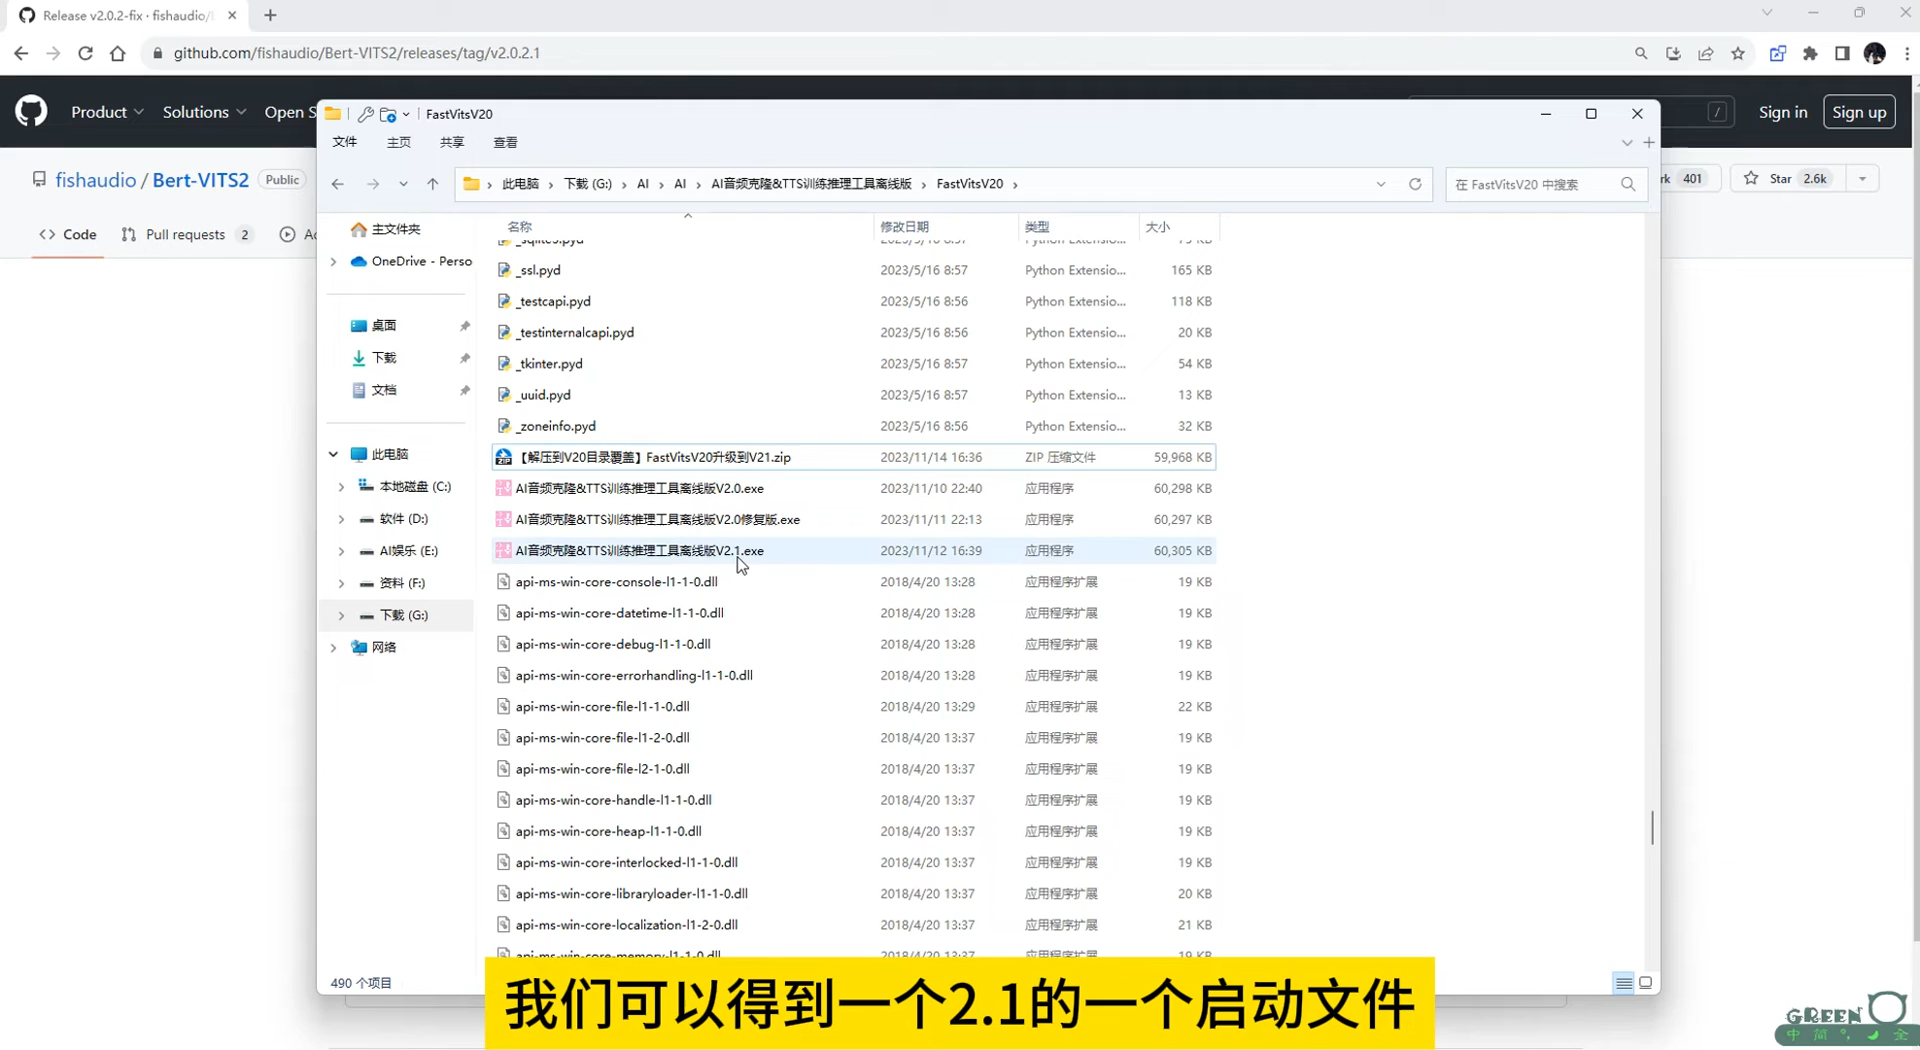 Release v2.0.2-fix · fishaudio/
github.com/fishaudio/Bert-VITS2/releases/tag/v2.0.2.1
Product
Solutions
Open S
/
Sign in
Sign up
FastVitsV20
文件
主页
共享
查看
fishaudio / Bert-VITS2
Public
rk 401
Star 2.6k
此电脑 › 下载 (G:) › AI › AI › AI音频克隆&TTS训练推理工具离线版 › FastVitsV20 ›
在 FastVitsV20 中搜索
Code
Pull requests 2
Ac
名称 修改日期 类型 大小
主文件夹
OneDrive - Perso
桌面
下载
文档
此电脑
本地磁盘 (C:)
软件 (D:)
AI娱乐 (E:)
资料 (F:)
下载 (G:)
网络
_ssl.pyd 2023/5/16 8:57 Python Extensio... 165 KB
_testcapi.pyd 2023/5/16 8:56 Python Extensio... 118 KB
_testinternalcapi.pyd 2023/5/16 8:56 Python Extensio... 20 KB
_tkinter.pyd 2023/5/16 8:57 Python Extensio... 54 KB
_uuid.pyd 2023/5/16 8:57 Python Extensio... 13 KB
_zoneinfo.pyd 2023/5/16 8:56 Python Extensio... 32 KB
【解压到V20目录覆盖】FastVitsV20升级到V21.zip 2023/11/14 16:36 ZIP 压缩文件 59,968 KB
AI音频克隆&TTS训练推理工具离线版V2.0.exe 2023/11/10 22:40 应用程序 60,298 KB
AI音频克隆&TTS训练推理工具离线版V2.0修复版.exe 2023/11/11 22:13 应用程序 60,297 KB
AI音频克隆&TTS训练推理工具离线版V2.1.exe 2023/11/12 16:39 应用程序 60,305 KB
api-ms-win-core-console-l1-1-0.dll 2018/4/20 13:28 应用程序扩展 19 KB
api-ms-win-core-datetime-l1-1-0.dll 2018/4/20 13:28 应用程序扩展 19 KB
api-ms-win-core-debug-l1-1-0.dll 2018/4/20 13:28 应用程序扩展 19 KB
api-ms-win-core-errorhandling-l1-1-0.dll 2018/4/20 13:28 应用程序扩展 19 KB
api-ms-win-core-file-l1-1-0.dll 2018/4/20 13:29 应用程序扩展 22 KB
api-ms-win-core-file-l1-2-0.dll 2018/4/20 13:37 应用程序扩展 19 KB
api-ms-win-core-file-l2-1-0.dll 2018/4/20 13:37 应用程序扩展 19 KB
api-ms-win-core-handle-l1-1-0.dll 2018/4/20 13:37 应用程序扩展 19 KB
api-ms-win-core-heap-l1-1-0.dll 2018/4/20 13:37 应用程序扩展 19 KB
api-ms-win-core-interlocked-l1-1-0.dll 2018/4/20 13:37 应用程序扩展 19 KB
api-ms-win-core-libraryloader-l1-1-0.dll 2018/4/20 13:37 应用程序扩展 20 KB
api-ms-win-core-localization-l1-2-0.dll 2018/4/20 13:37 应用程序扩展 21 KB
490 个项目
我们可以得到一个2.1的一个启动文件
GREEN
中 简 °, 全